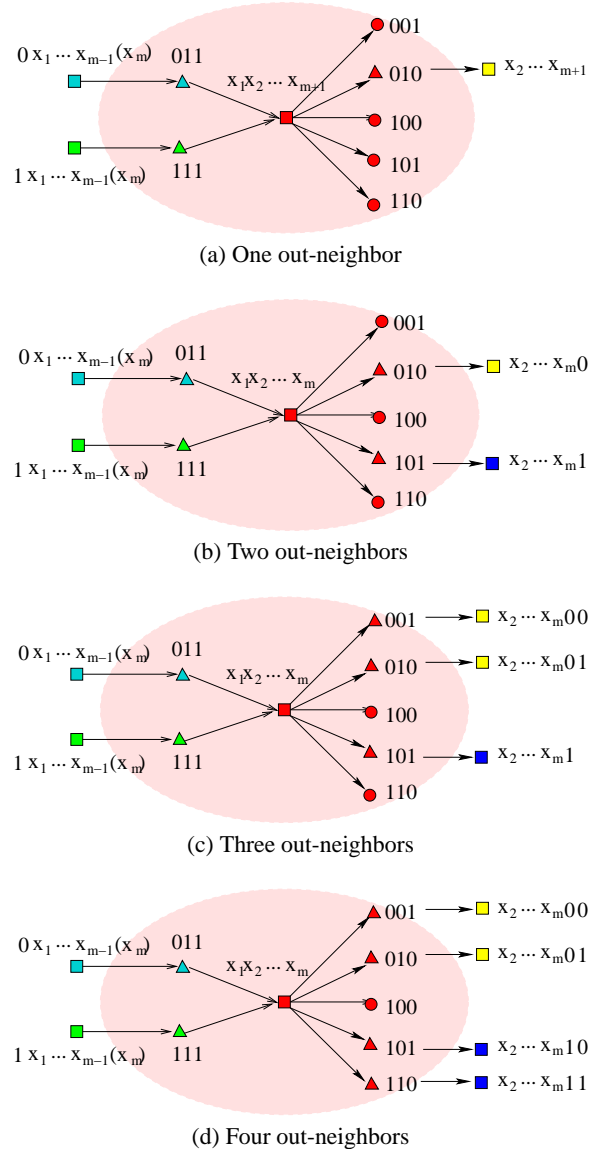 001
0 x₁ ... xₘ₋₁(xₘ) 011 010 x₂ ... xₘ₊₁
x₁x₂ ... xₘ₊₁
100
101
1 x₁ ... xₘ₋₁(xₘ) 111
110
(a) One out-neighbor
001
0 x₁ ... xₘ₋₁(xₘ) 011 010 x₂ ... xₘ0
x₁x₂ ... xₘ
100
101 x₂ ... xₘ1
1 x₁ ... xₘ₋₁(xₘ) 111
110
(b) Two out-neighbors
001 x₂ ... xₘ00
0 x₁ ... xₘ₋₁(xₘ) 011 010 x₂ ... xₘ01
x₁x₂ ... xₘ
100
1 x₁ ... xₘ₋₁(xₘ) 111 101 x₂ ... xₘ1
110
(c) Three out-neighbors
001 x₂ ... xₘ00
0 x₁ ... xₘ₋₁(xₘ) 011 010 x₂ ... xₘ01
x₁x₂ ... xₘ
100
101 x₂ ... xₘ10
1 x₁ ... xₘ₋₁(xₘ) 111
110 x₂ ... xₘ11
(d) Four out-neighbors